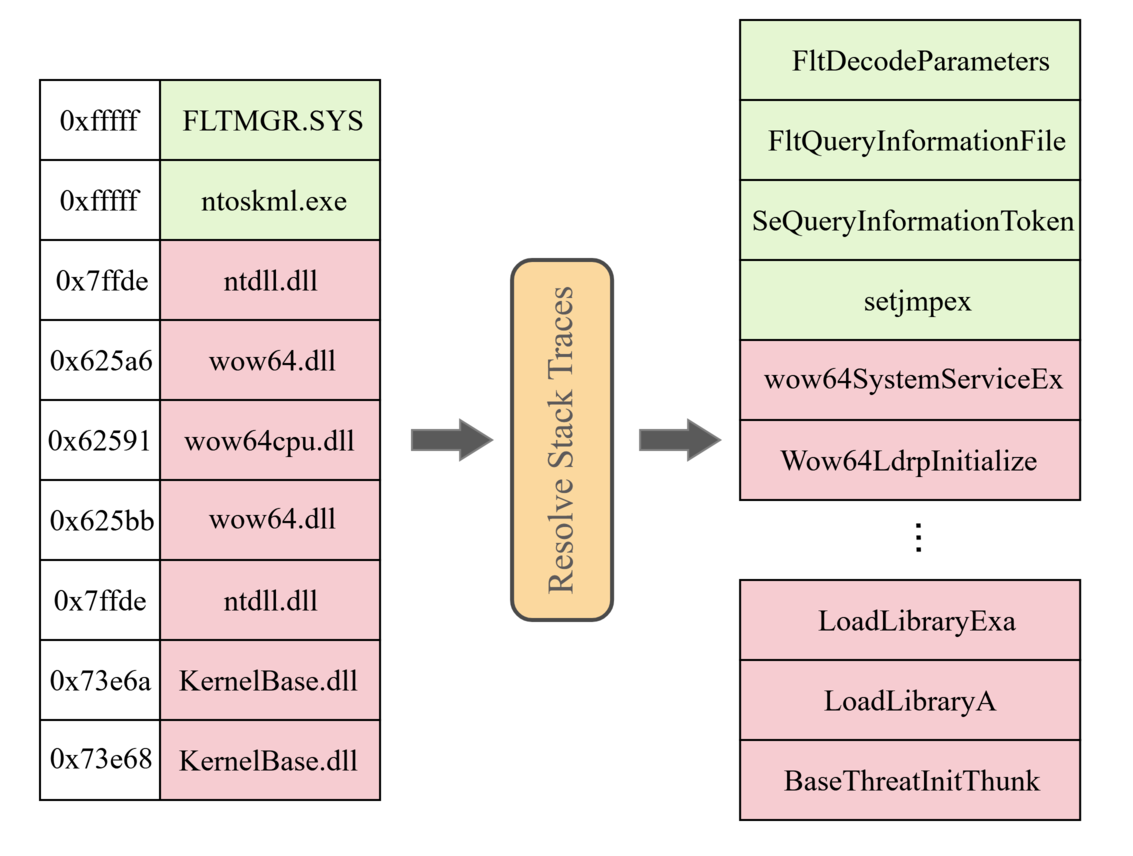 0xfffff FLTMGR.SYS
0xfffff ntoskml.exe
0x7ffde ntdll.dll
0x625a6 wow64.dll
0x62591 wow64cpu.dll
0x625bb wow64.dll
0x7ffde ntdll.dll
0x73e6a KernelBase.dll
0x73e68 KernelBase.dll
Resolve Stack Traces
FltDecodeParameters
FltQueryInformationFile
SeQueryInformationToken
setjmpex
wow64SystemServiceEx
Wow64LdrpInitialize
⋮
LoadLibraryExa
LoadLibraryA
BaseThreatInitThunk